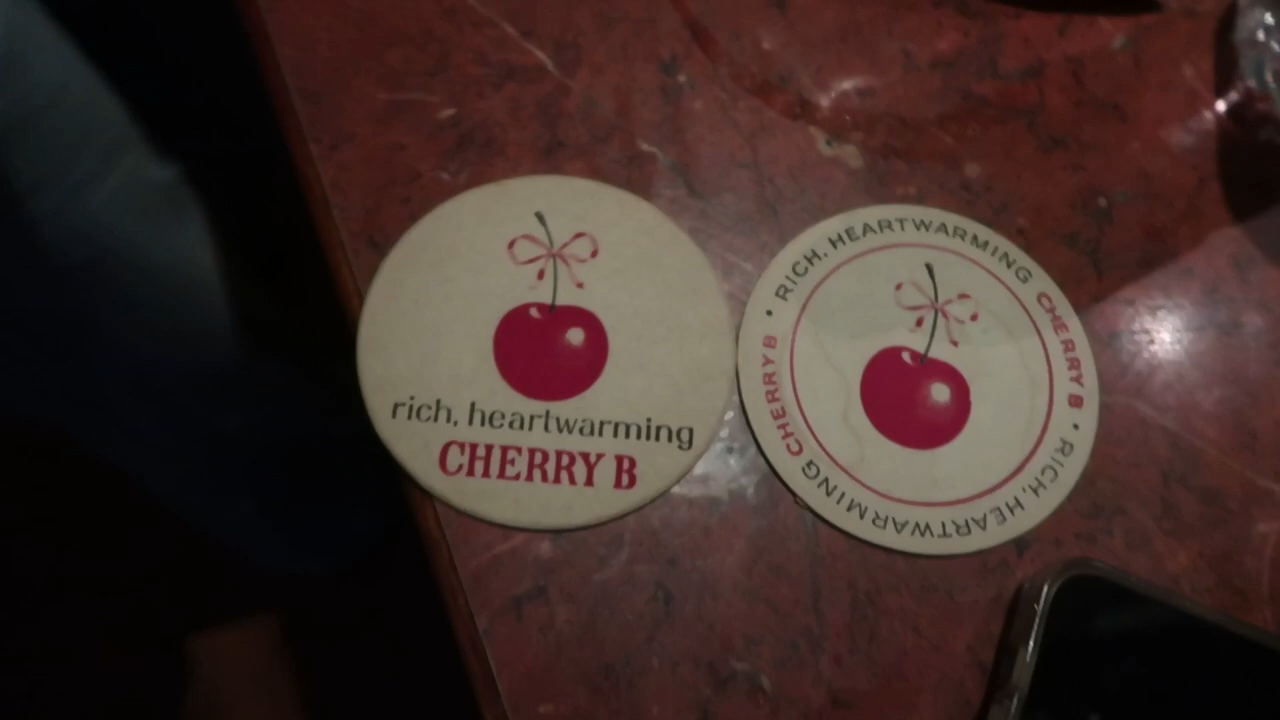 rich, heartwarming
CHERRY B
• RICH, HEARTWARMING CHERRY B • RICH, HEARTWARMING CHERRY B